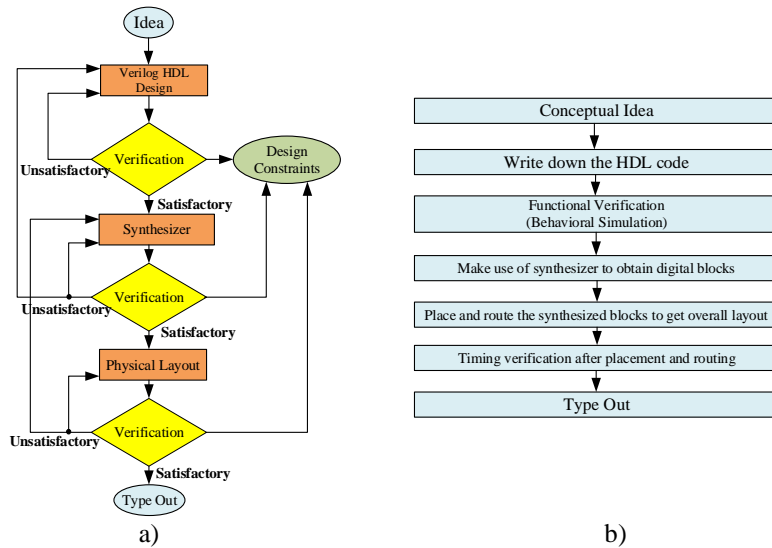 Idea
Verilog HDL
Design
Verification
Unsatisfactory
Satisfactory
Design
Constraints
Synthesizer
Verification
Unsatisfactory
Satisfactory
Physical Layout
Verification
Unsatisfactory
Satisfactory
Type Out
a)
Conceptual Idea
Write down the HDL code
Functional Verification
(Behavioral Simulation)
Make use of synthesizer to obtain digital blocks
Place and route the synthesized blocks to get overall layout
Timing verification after placement and routing
Type Out
b)